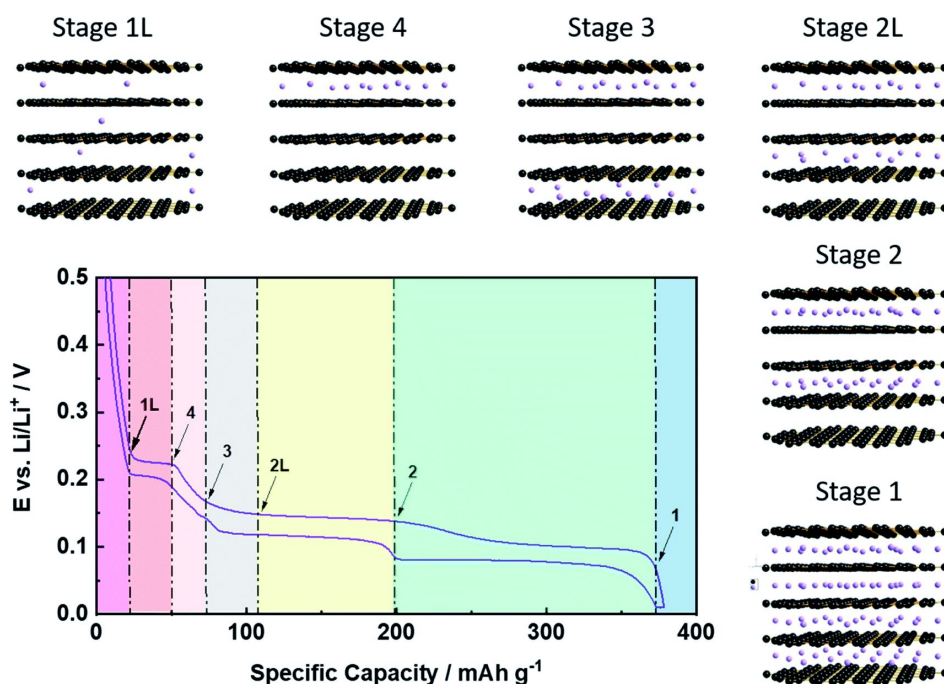 Stage 1L
Stage 4
Stage 3
Stage 2L
Stage 2
Stage 1
0.5
0.4
0.3
0.2
0.1
0.0
E vs. Li/Li+ / V
1L
4
3
2L
2
1
0
100
200
300
400
Specific Capacity / mAh g-1